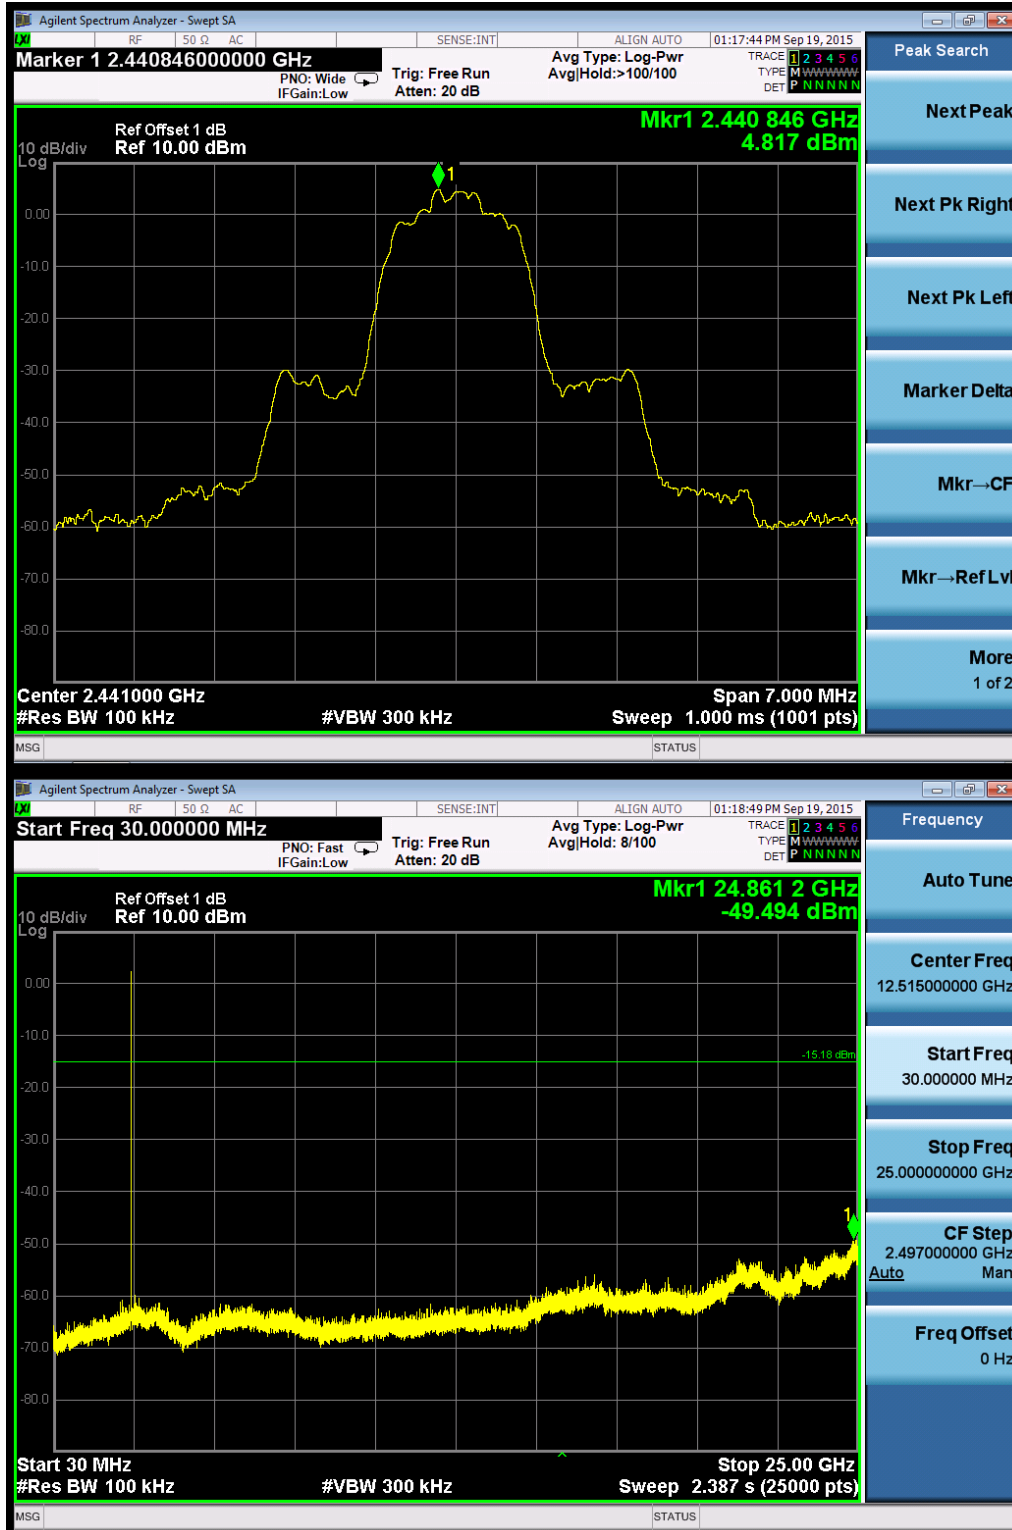 Agilent Spectrum Analyzer - Swept SA
LXI RF 50 Ω AC SENSE:INT ALIGN AUTO 01:17:44 PM Sep 19, 2015
Marker 1 2.440846000000 GHz
PNO: Wide
IFGain:Low
Trig: Free Run
Atten: 20 dB
Avg Type: Log-Pwr
Avg|Hold:>100/100
TRACE 1 2 3 4 5 6
TYPE M WWWWW
DET P N N N N N
Mkr1 2.440 846 GHz
4.817 dBm
Ref Offset 1 dB
10 dB/div Ref 10.00 dBm
Log
1
0.00
-10.0
-20.0
-30.0
-40.0
-50.0
-60.0
-70.0
-80.0
Center 2.441000 GHz Span 7.000 MHz
#Res BW 100 kHz #VBW 300 kHz Sweep 1.000 ms (1001 pts)
MSG STATUS
Peak Search
Next Peak
Next Pk Right
Next Pk Left
Marker Delta
Mkr→CF
Mkr→Ref Lvl
More
1 of 2
Agilent Spectrum Analyzer - Swept SA
LXI RF 50 Ω AC SENSE:INT ALIGN AUTO 01:18:49 PM Sep 19, 2015
Start Freq 30.000000 MHz
PNO: Fast
IFGain:Low
Trig: Free Run
Atten: 20 dB
Avg Type: Log-Pwr
Avg|Hold: 8/100
TRACE 1 2 3 4 5 6
TYPE M WWWWW
DET P N N N N N
Mkr1 24.861 2 GHz
-49.494 dBm
Ref Offset 1 dB
10 dB/div Ref 10.00 dBm
Log
0.00
-10.0
-15.18 dBm
-20.0
-30.0
-40.0
1
-50.0
-60.0
-70.0
-80.0
Start 30 MHz Stop 25.00 GHz
#Res BW 100 kHz #VBW 300 kHz Sweep 2.387 s (25000 pts)
MSG STATUS
Frequency
Auto Tune
Center Freq
12.515000000 GHz
Start Freq
30.000000 MHz
Stop Freq
25.000000000 GHz
CF Step
2.497000000 GHz
Auto Man
Freq Offset
0 Hz